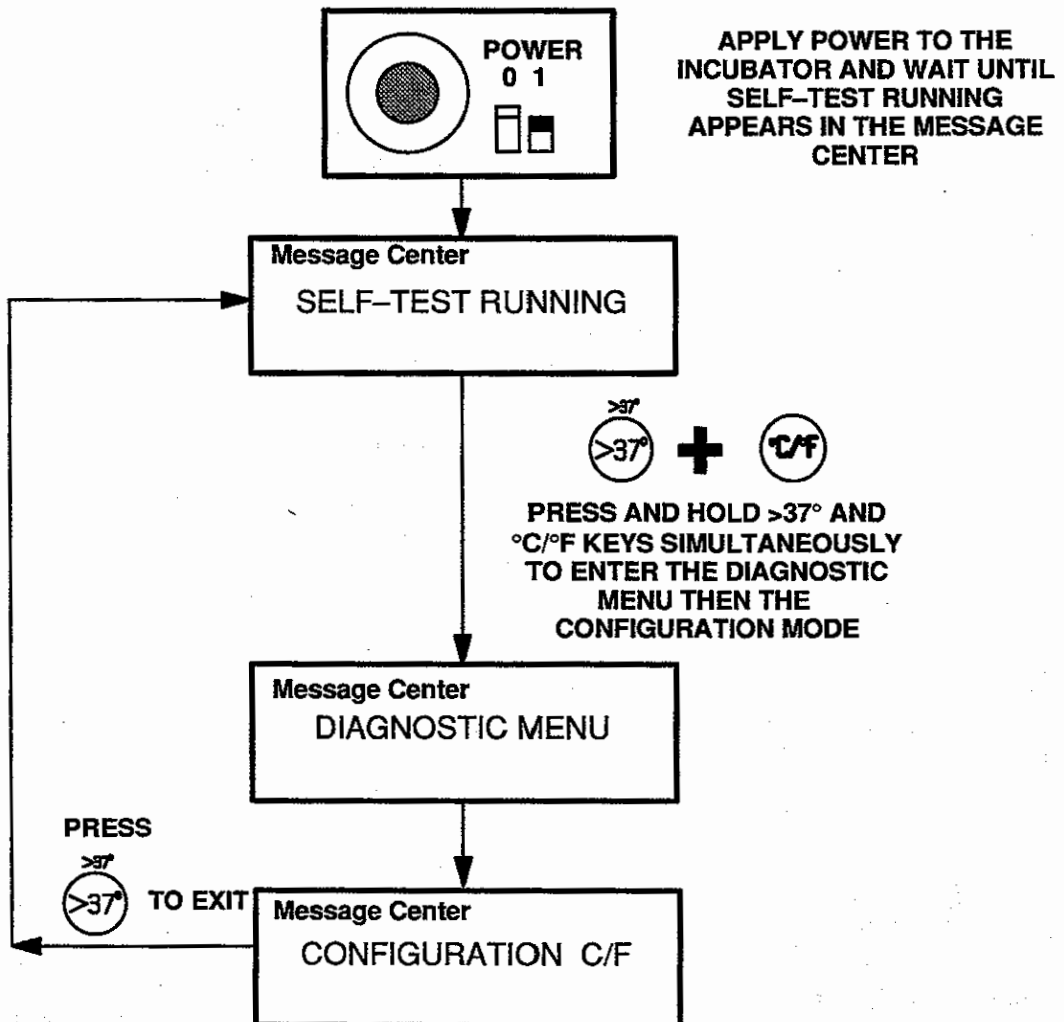 POWER
0 1
APPLY POWER TO THE
INCUBATOR AND WAIT UNTIL
SELF–TEST RUNNING
APPEARS IN THE MESSAGE
CENTER
Message Center
SELF–TEST RUNNING
>37°
>37°
°C/°F
PRESS AND HOLD >37° AND
°C/°F KEYS SIMULTANEOUSLY
TO ENTER THE DIAGNOSTIC
MENU THEN THE
CONFIGURATION MODE
Message Center
DIAGNOSTIC MENU
PRESS
>37°
>37° TO EXIT
Message Center
CONFIGURATION C/F